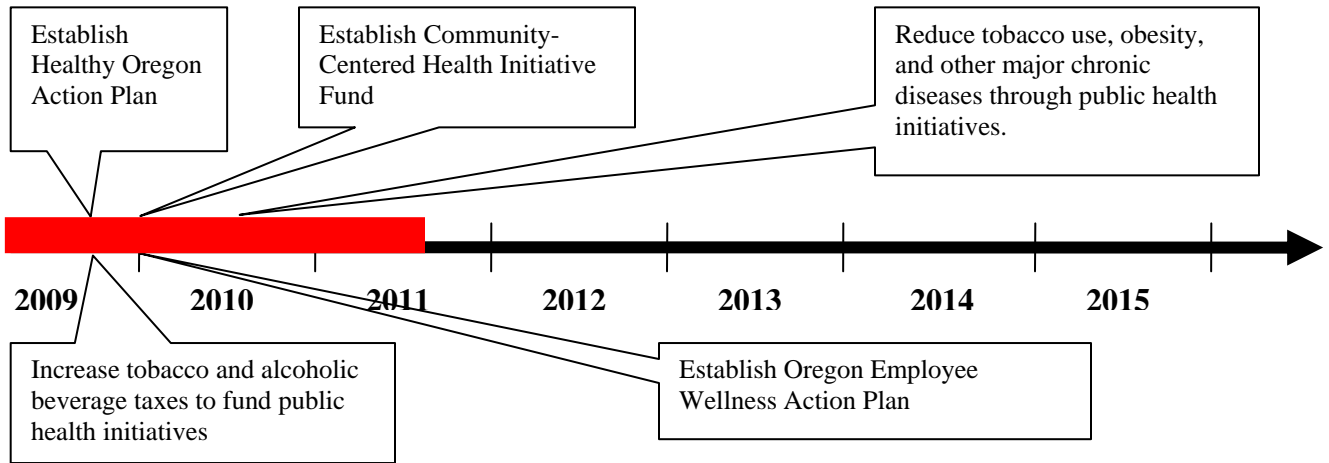 Establish
Healthy Oregon
Action Plan
Establish Community-
Centered Health Initiative
Fund
Reduce tobacco use, obesity,
and other major chronic
diseases through public health
initiatives.
2009 2010 2011 2012 2013 2014 2015
Increase tobacco and alcoholic
beverage taxes to fund public
health initiatives
Establish Oregon Employee
Wellness Action Plan